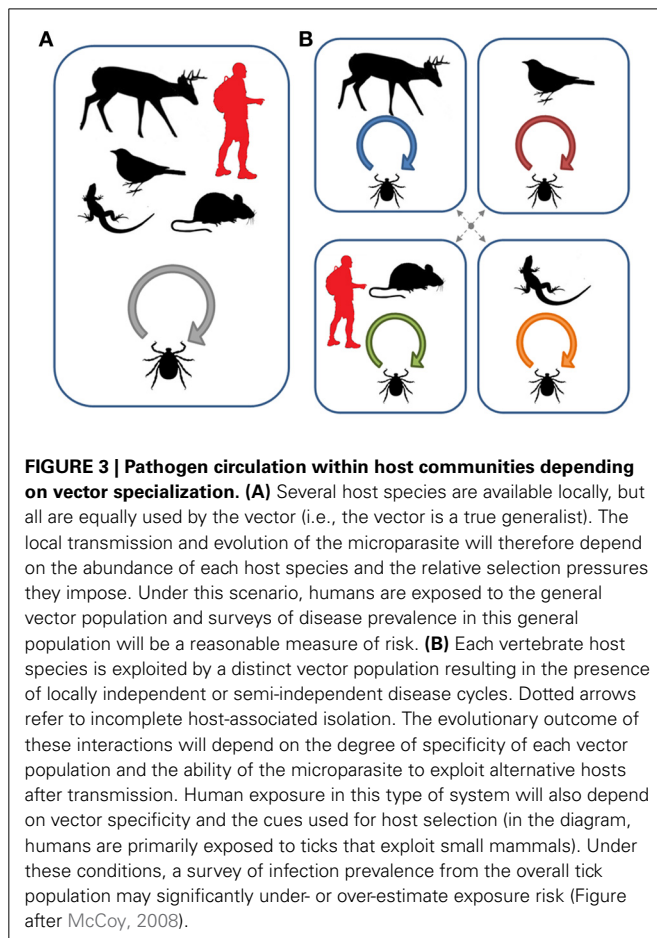 A
B
FIGURE 3 | Pathogen circulation within host communities depending
on vector specialization. (A) Several host species are available locally, but
all are equally used by the vector (i.e., the vector is a true generalist). The
local transmission and evolution of the microparasite will therefore depend
on the abundance of each host species and the relative selection pressures
they impose. Under this scenario, humans are exposed to the general
vector population and surveys of disease prevalence in this general
population will be a reasonable measure of risk. (B) Each vertebrate host
species is exploited by a distinct vector population resulting in the presence
of locally independent or semi-independent disease cycles. Dotted arrows
refer to incomplete host-associated isolation. The evolutionary outcome of
these interactions will depend on the degree of specificity of each vector
population and the ability of the microparasite to exploit alternative hosts
after transmission. Human exposure in this type of system will also depend
on vector specificity and the cues used for host selection (in the diagram,
humans are primarily exposed to ticks that exploit small mammals). Under
these conditions, a survey of infection prevalence from the overall tick
population may significantly under- or over-estimate exposure risk (Figure
after McCoy, 2008).